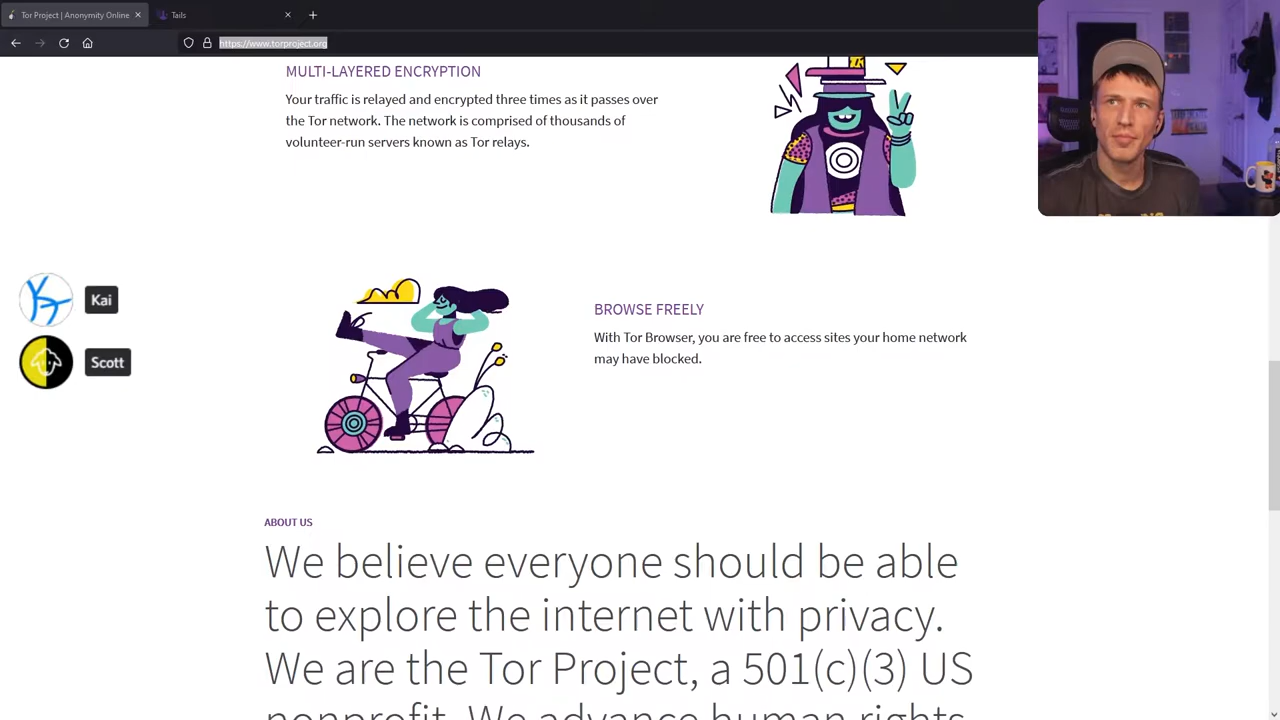 Tor Project | Anonymity Online
Tails
https://www.torproject.org
MULTI-LAYERED ENCRYPTION
Your traffic is relayed and encrypted three times as it passes over
the Tor network. The network is comprised of thousands of
volunteer-run servers known as Tor relays.
Kai
Scott
BROWSE FREELY
With Tor Browser, you are free to access sites your home network
may have blocked.
ABOUT US
We believe everyone should be able
to explore the internet with privacy.
We are the Tor Project, a 501(c)(3) US
nonprofit. We advance human rights